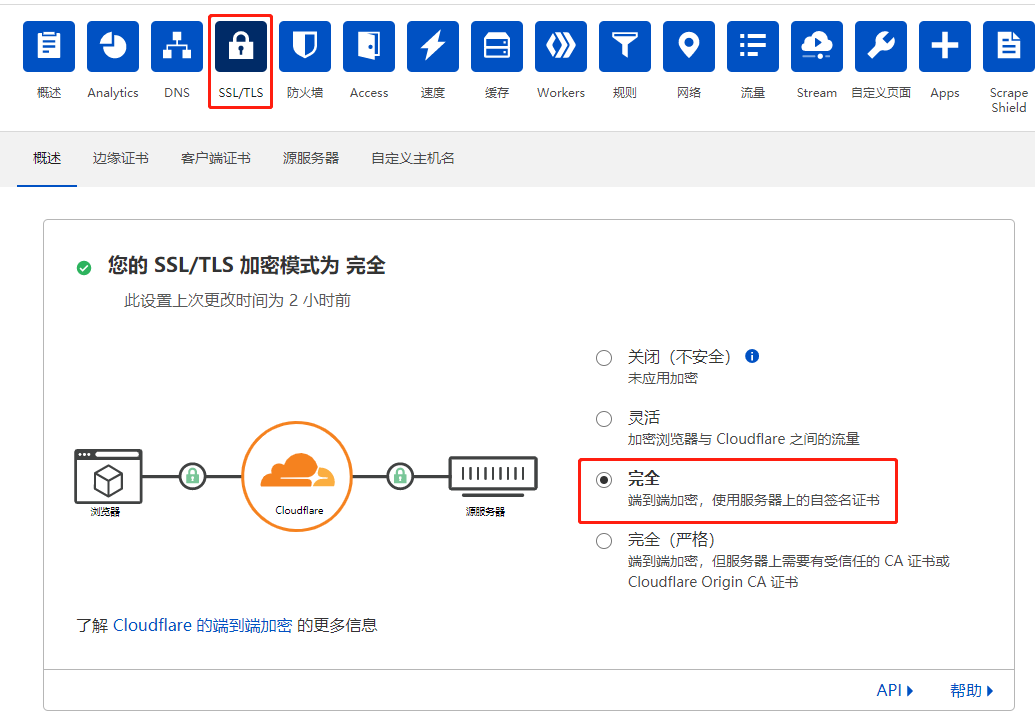 概述
Analytics
DNS
SSL/TLS
防火墙
Access
速度
缓存
Workers
规则
网络
流量
Stream
自定义页面
Apps
Scrape
Shield
概述
边缘证书
客户端证书
源服务器
自定义主机名
您的 SSL/TLS 加密模式为 完全
此设置上次更改时间为 2 小时前
关闭（不安全）
未应用加密
灵活
加密浏览器与 Cloudflare 之间的流量
完全
端到端加密，使用服务器上的自签名证书
完全（严格）
端到端加密，但服务器上需要有受信任的 CA 证书或
Cloudflare Origin CA 证书
浏览器
Cloudflare
源服务器
了解 Cloudflare 的端到端加密 的更多信息
API
帮助